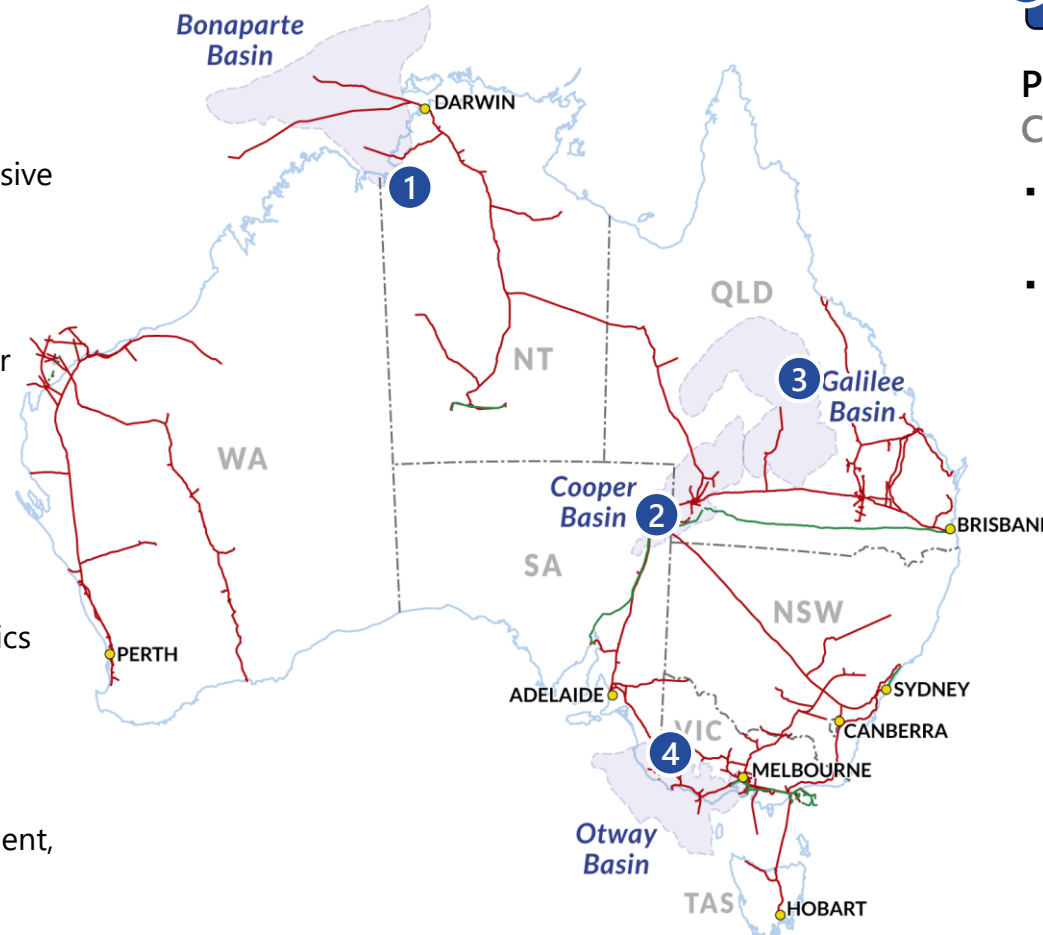 Bonaparte
Basin
DARWIN
P
C
sive
1
▪
▪
QLD
r
NT
3
Galilee
Basin
WA
Cooper
Basin
2
BRISBAN
SA
NSW
ics
PERTH
ADELAIDE
SYDNEY
VIC
CANBERRA
4
MELBOURNE
ent,
Otway
Basin
TAS
HOBART